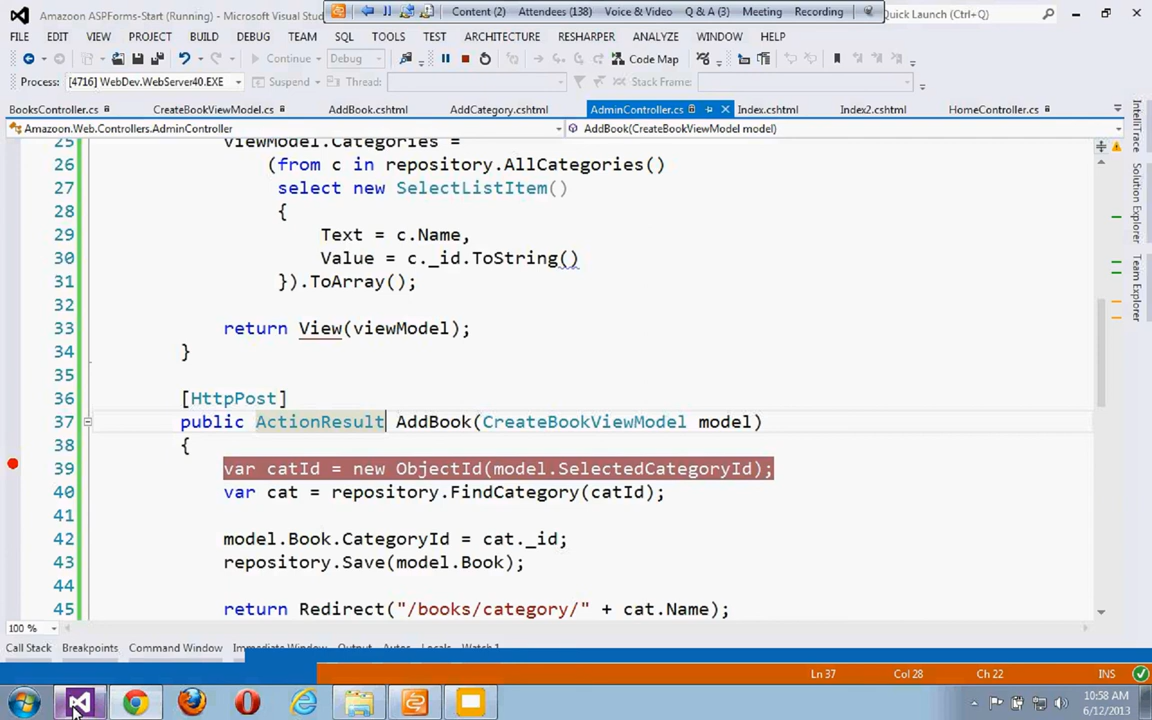 Amazoon ASPForms-Start (Running) - Microsoft Visual Stud
Content (2) Attendees (138) Voice & Video Q & A (3) Meeting Recording
Quick Launch (Ctrl+Q)
FILE EDIT VIEW PROJECT BUILD DEBUG TEAM SQL TOOLS TEST ARCHITECTURE RESHARPER ANALYZE WINDOW HELP
Continue Debug Code Map
Process: [4716] WebDev.WebServer40.EXE Suspend Thread: Stack Frame:
BooksController.cs CreateBookViewModel.cs AddBook.cshtml AddCategory.cshtml AdminController.cs Index.cshtml Index2.cshtml HomeController.cs
Amazoon.Web.Controllers.AdminController AddBook(CreateBookViewModel model)
25 viewModel.Categories =
26 (from c in repository.AllCategories()
27 select new SelectListItem()
28 {
29 Text = c.Name,
30 Value = c._id.ToString()
31 }).ToArray();
32
33 return View(viewModel);
34 }
35
36 [HttpPost]
37 public ActionResult AddBook(CreateBookViewModel model)
38 {
39 var catId = new ObjectId(model.SelectedCategoryId);
40 var cat = repository.FindCategory(catId);
41
42 model.Book.CategoryId = cat._id;
43 repository.Save(model.Book);
44
45 return Redirect("/books/category/" + cat.Name);
IntelliTrace
Solution Explorer
Team Explorer
100 %
Call Stack Breakpoints Command Window Immediate Window Output Autos Locals Watch 1
Ln 37 Col 28 Ch 22 INS
10:58 AM
6/12/2013